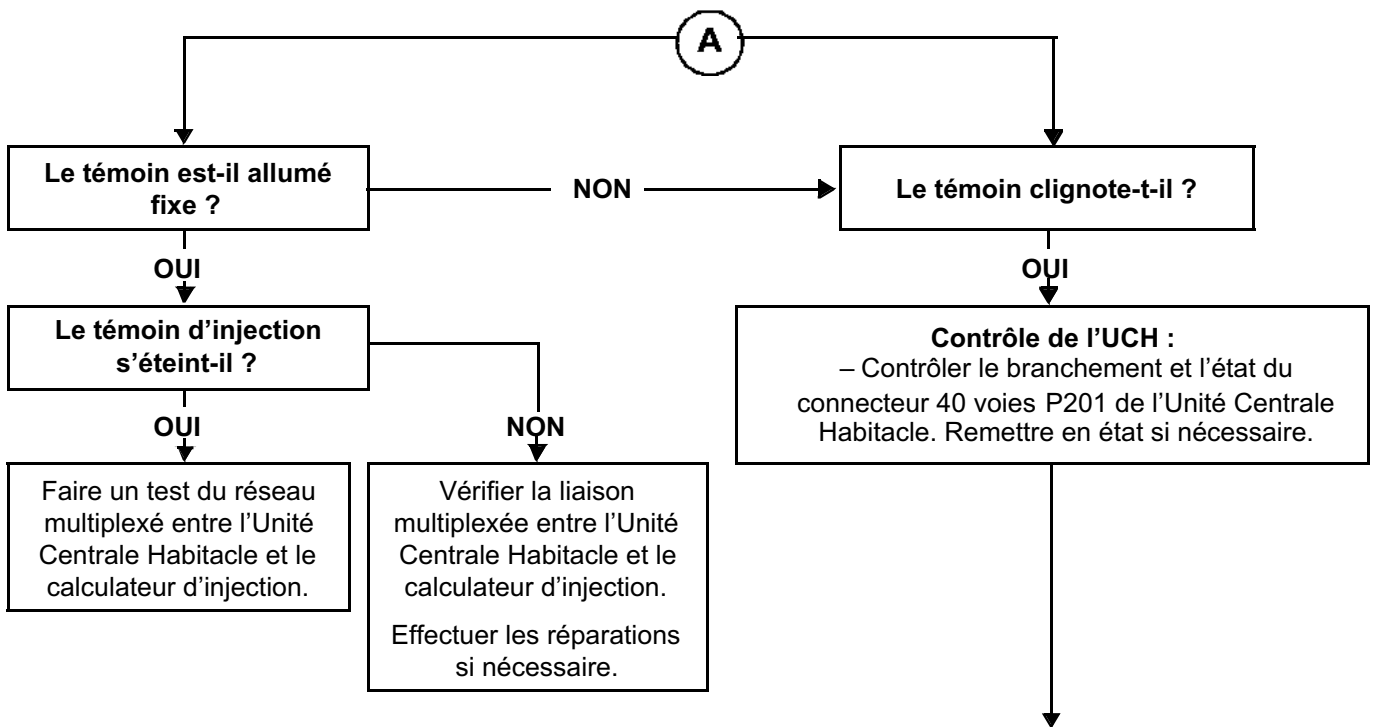 A
Le témoin est-il allumé
fixe ?
NON
Le témoin clignote-t-il ?
OUI
OUI
Le témoin d’injection
s’éteint-il ?
Contrôle de l’UCH :
– Contrôler le branchement et l’état du
connecteur 40 voies P201 de l’Unité Centrale
Habitacle. Remettre en état si nécessaire.
OUI
NON
Faire un test du réseau
multiplexé entre l’Unité
Centrale Habitacle et le
calculateur d’injection.
Vérifier la liaison
multiplexée entre l’Unité
Centrale Habitacle et le
calculateur d’injection.
Effectuer les réparations
si nécessaire.